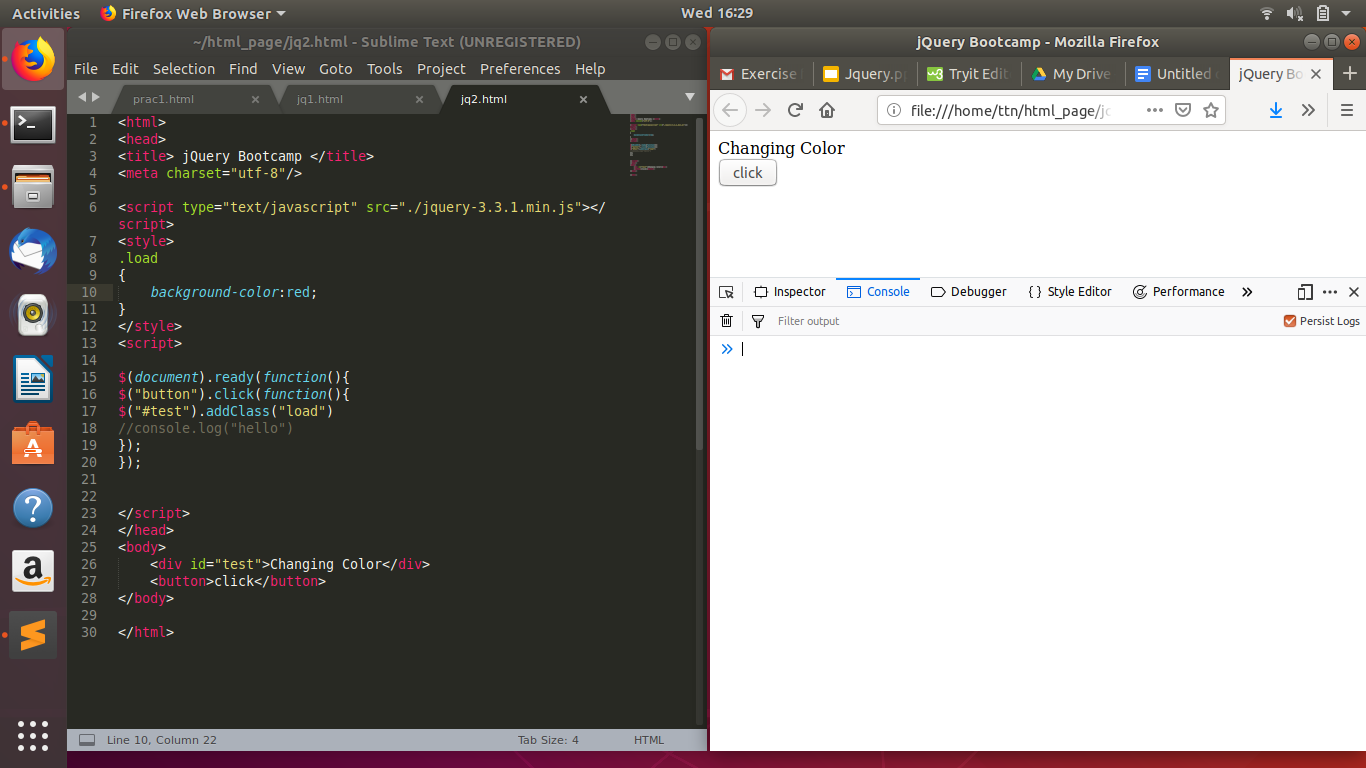 Activities Firefox Web Browser Wed 16:29
~/html_page/jq2.html - Sublime Text (UNREGISTERED)
File Edit Selection Find View Goto Tools Project Preferences Help
prac1.html jq1.html jq2.html
1 <html>
2 <head>
3 <title> jQuery Bootcamp </title>
4 <meta charset="utf-8"/>
5
6 <script type="text/javascript" src="./jquery-3.3.1.min.js"></
script>
7 <style>
8 .load
9 {
10 background-color:red;
11 }
12 </style>
13 <script>
14
15 $(document).ready(function(){
16 $("button").click(function(){
17 $("#test").addClass("load")
18 //console.log("hello")
19 });
20 });
21
22
23 </script>
24 </head>
25 <body>
26 <div id="test">Changing Color</div>
27 <button>click</button>
28 </body>
29
30 </html>
Line 10, Column 22 Tab Size: 4 HTML
jQuery Bootcamp - Mozilla Firefox
Exercise Jquery.p Tryit Edit My Drive Untitled jQuery Bo
file:///home/ttn/html_page/jq
Changing Color
click
Inspector Console Debugger { } Style Editor Performance
Filter output Persist Logs